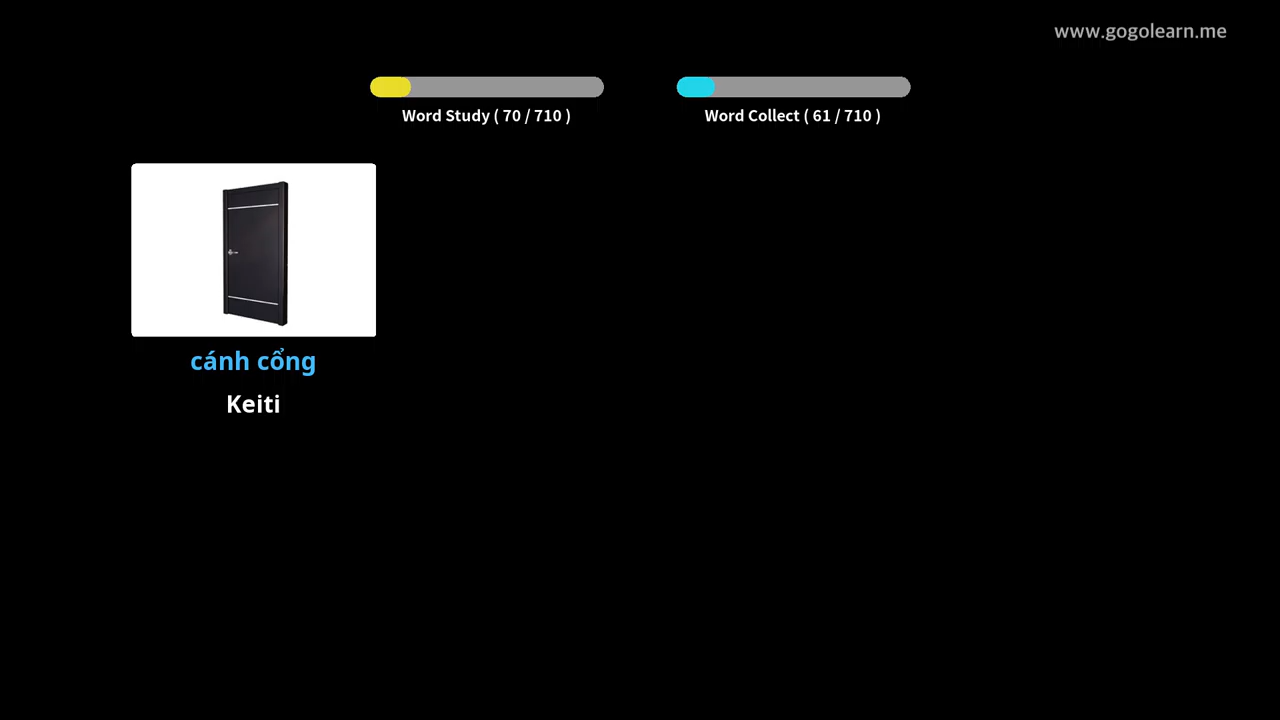 www.gogolearn.me
Word Study ( 70 / 710 )
Word Collect ( 61 / 710 )
cánh cổng
Keiti